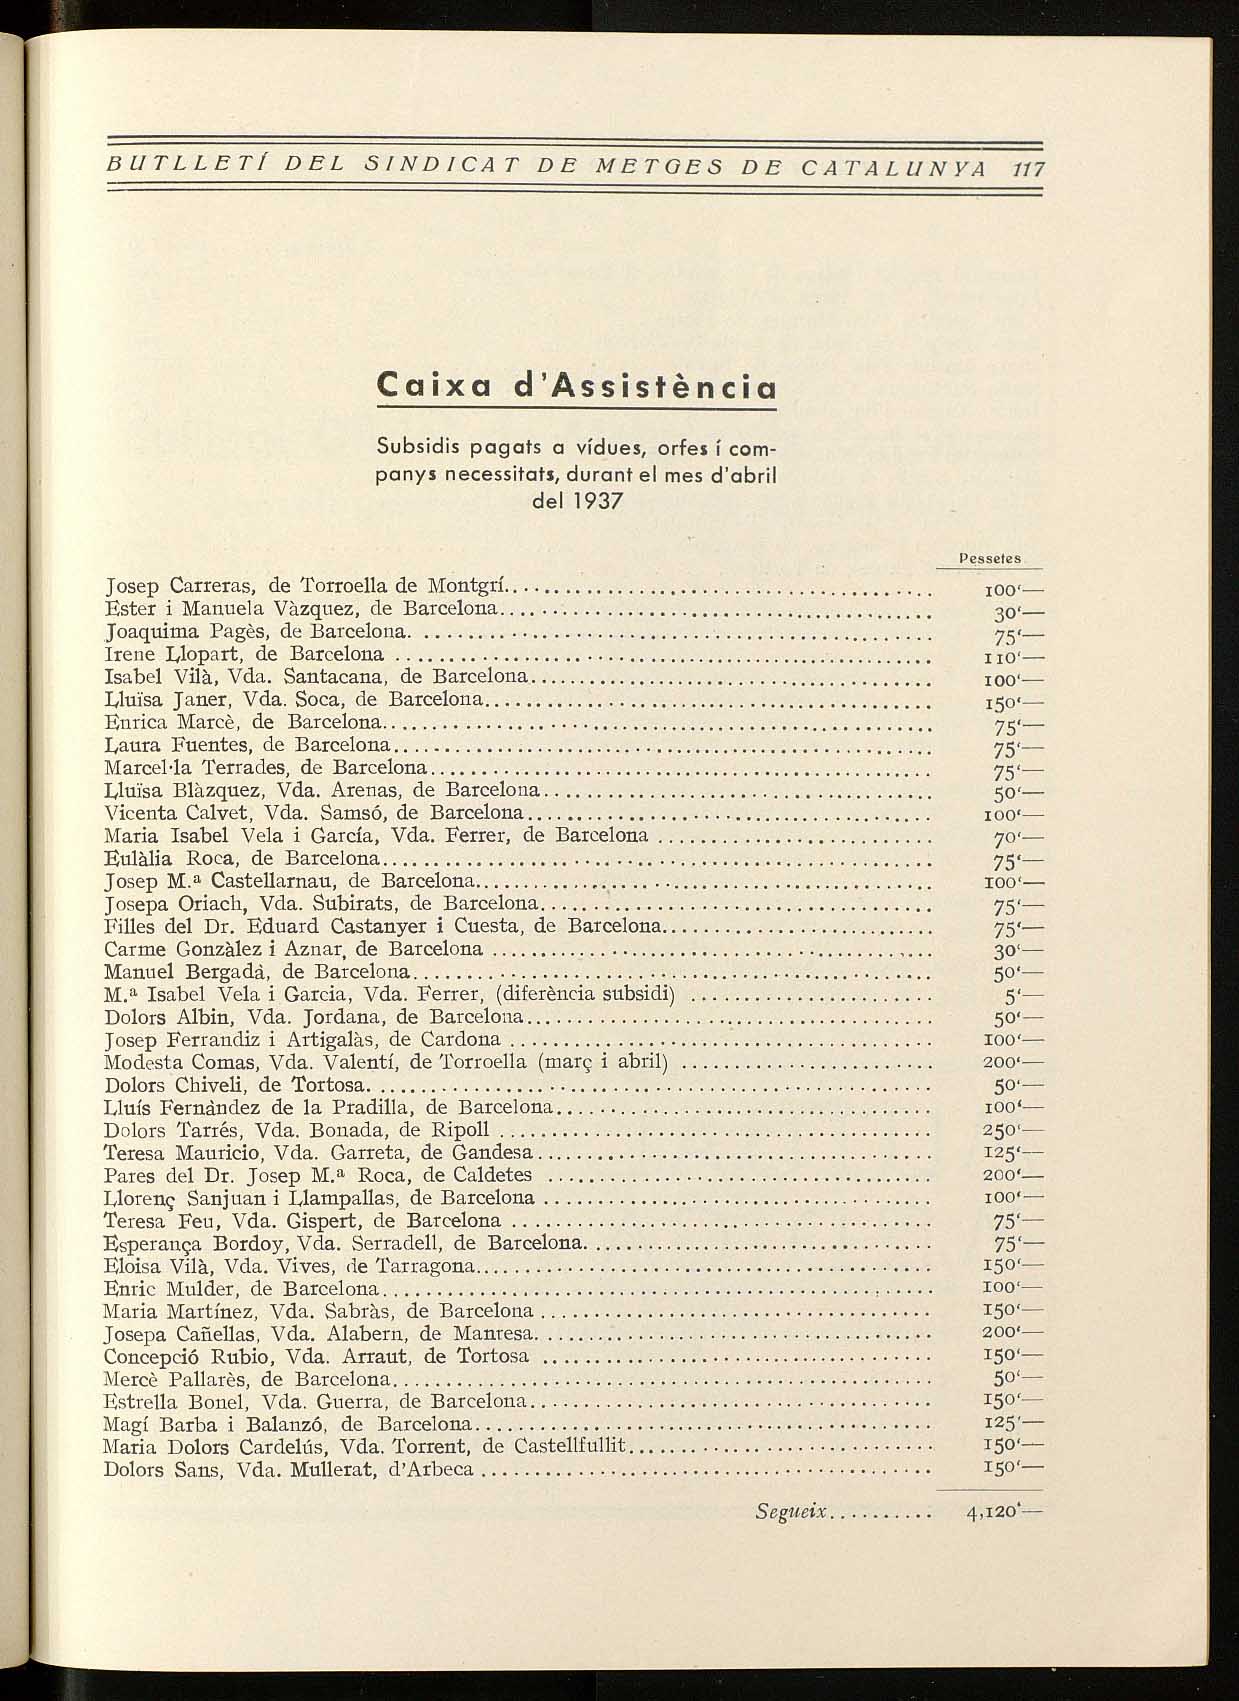 BUTLLETÍ DEL SINDICAT DE METGES DE CATALUNYA 117
Caixa d'Assistència
Subsidis pagats a vídues, orfes í com-
panys necessitats, durant el mes d'abril
del 1937
Pessetes
Josep Carreras, de Torroella de Montgrí.......... 100'—
Ester i Manuela Vàzquez, de Barcelona.......... 30'—
Joaquima Pagès, de Barcelona.......... 75'—
Irene Llopart, de Barcelona .......... 110'—
Isabel Vilà, Vda. Santacana, de Barcelona.......... 100'—
Lluïsa Janer, Vda. Soca, de Barcelona.......... 150'—
Enrica Marcè, de Barcelona.......... 75'—
Laura Fuentes, de Barcelona.......... 75'—
Marcel·la Terrades, de Barcelona.......... 75'—
Lluïsa Blàzquez, Vda. Arenas, de Barcelona.......... 50'—
Vicenta Calvet, Vda. Samsó, de Barcelona.......... 100'—
Maria Isabel Vela i García, Vda. Ferrer, de Barcelona .......... 70'—
Eulàlia Roca, de Barcelona.......... 75'—
Josep M.ª Castellarnau, de Barcelona.......... 100'—
Josepa Oriach, Vda. Subirats, de Barcelona.......... 75'—
Filles del Dr. Eduard Castanyer i Cuesta, de Barcelona.......... 75'—
Carme Gonzàlez i Aznar, de Barcelona .......... 30'—
Manuel Bergadà, de Barcelona.......... 50'—
M.ª Isabel Vela i Garcia, Vda. Ferrer, (diferència subsidi) .......... 5'—
Dolors Albin, Vda. Jordana, de Barcelona.......... 50'—
Josep Ferrandiz i Artigalàs, de Cardona .......... 100'—
Modesta Comas, Vda. Valentí, de Torroella (març i abril) .......... 200'—
Dolors Chiveli, de Tortosa.......... 50'—
Lluís Fernàndez de la Pradilla, de Barcelona.......... 100'—
Dolors Tarrés, Vda. Bonada, de Ripoll .......... 250'—
Teresa Mauricio, Vda. Garreta, de Gandesa.......... 125'—
Pares del Dr. Josep M.ª Roca, de Caldetes .......... 200'—
Llorenç Sanjuan i Llampallas, de Barcelona .......... 100'—
Teresa Feu, Vda. Gispert, de Barcelona .......... 75'—
Esperança Bordoy, Vda. Serradell, de Barcelona.......... 75'—
Eloisa Vilà, Vda. Vives, de Tarragona.......... 150'—
Enric Mulder, de Barcelona.......... 100'—
Maria Martínez, Vda. Sabràs, de Barcelona .......... 150'—
Josepa Cañellas, Vda. Alabern, de Manresa.......... 200'—
Concepció Rubio, Vda. Arraut, de Tortosa .......... 150'—
Mercè Pallarès, de Barcelona.......... 50'—
Estrella Bonel, Vda. Guerra, de Barcelona.......... 150'—
Magí Barba i Balanzó, de Barcelona.......... 125'—
Maria Dolors Cardelús, Vda. Torrent, de Castellfullit.......... 150'—
Dolors Sans, Vda. Mullerat, d'Arbeca .......... 150'—
Segueix.......... 4,120'—